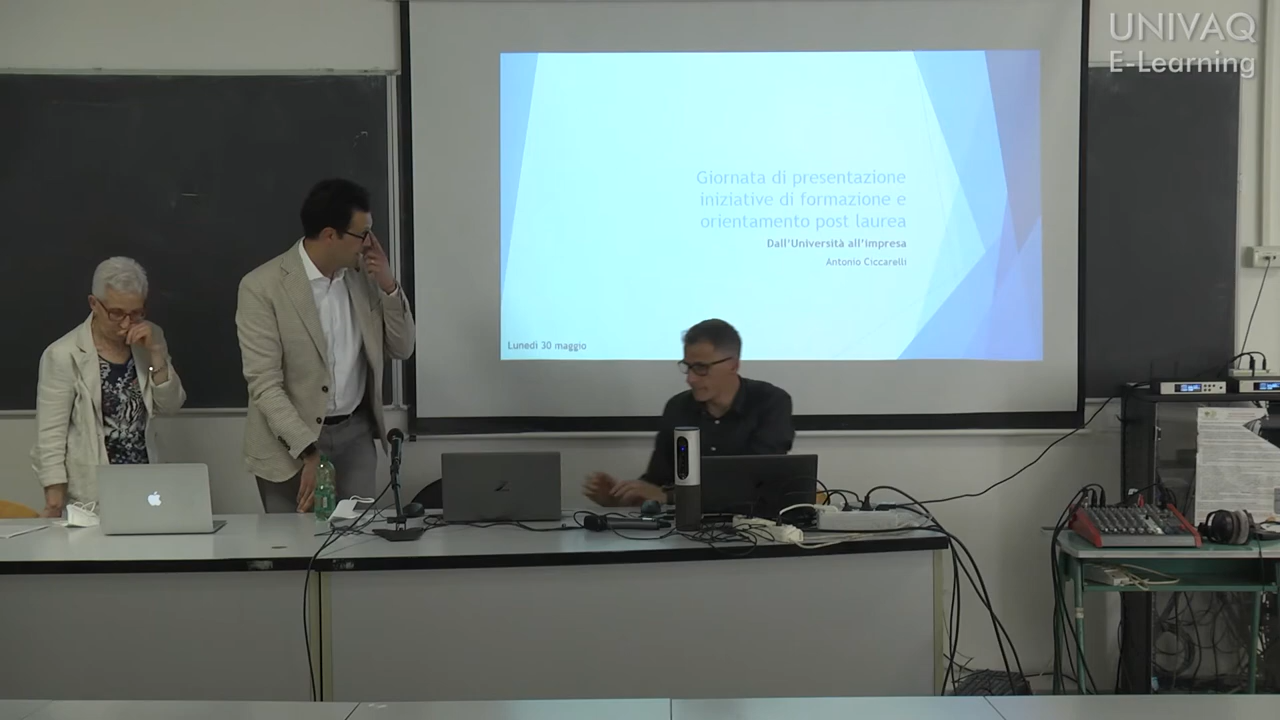 UNIVAQ
E-Learning
Giornata di presentazione
iniziative di formazione e
orientamento post laurea
Dall'Università all'impresa
Antonio Ciccarelli
Lunedì 30 maggio